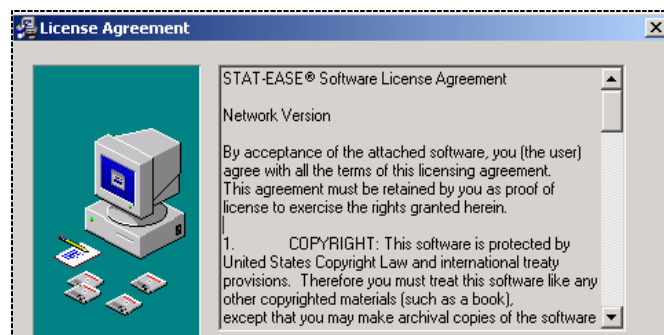 License Agreement
STAT-EASE® Software License Agreement
Network Version
By acceptance of the attached software, you (the user)
agree with all the terms of this licensing agreement.
This agreement must be retained by you as proof of
license to exercise the rights granted herein.
1. COPYRIGHT: This software is protected by
United States Copyright Law and international treaty
provisions. Therefore you must treat this software like any
other copyrighted materials (such as a book),
except that you may make archival copies of the software